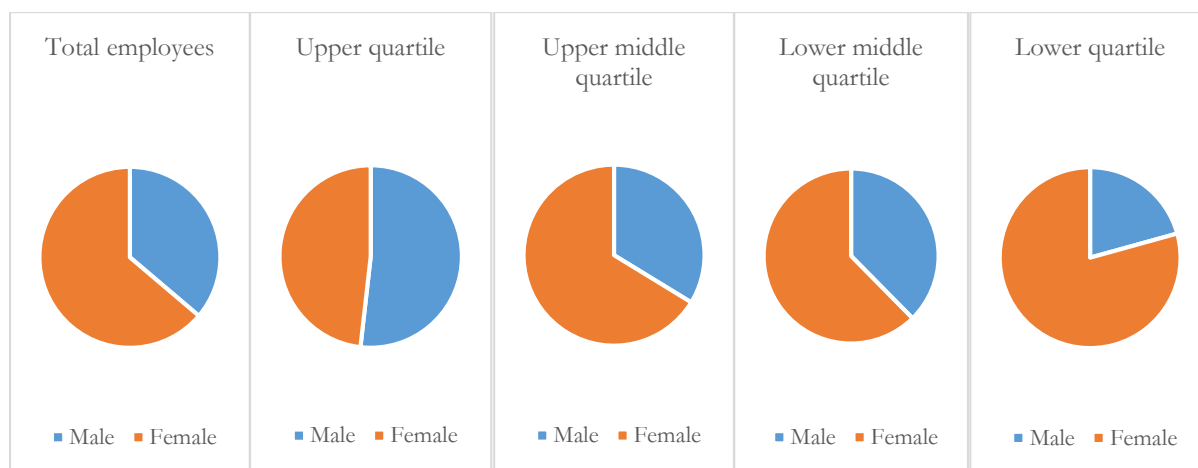 Total employees
Upper quartile
Upper middle
quartile
Lower middle
quartile
Lower quartile
Male Female
Male Female
Male Female
Male Female
Male Female